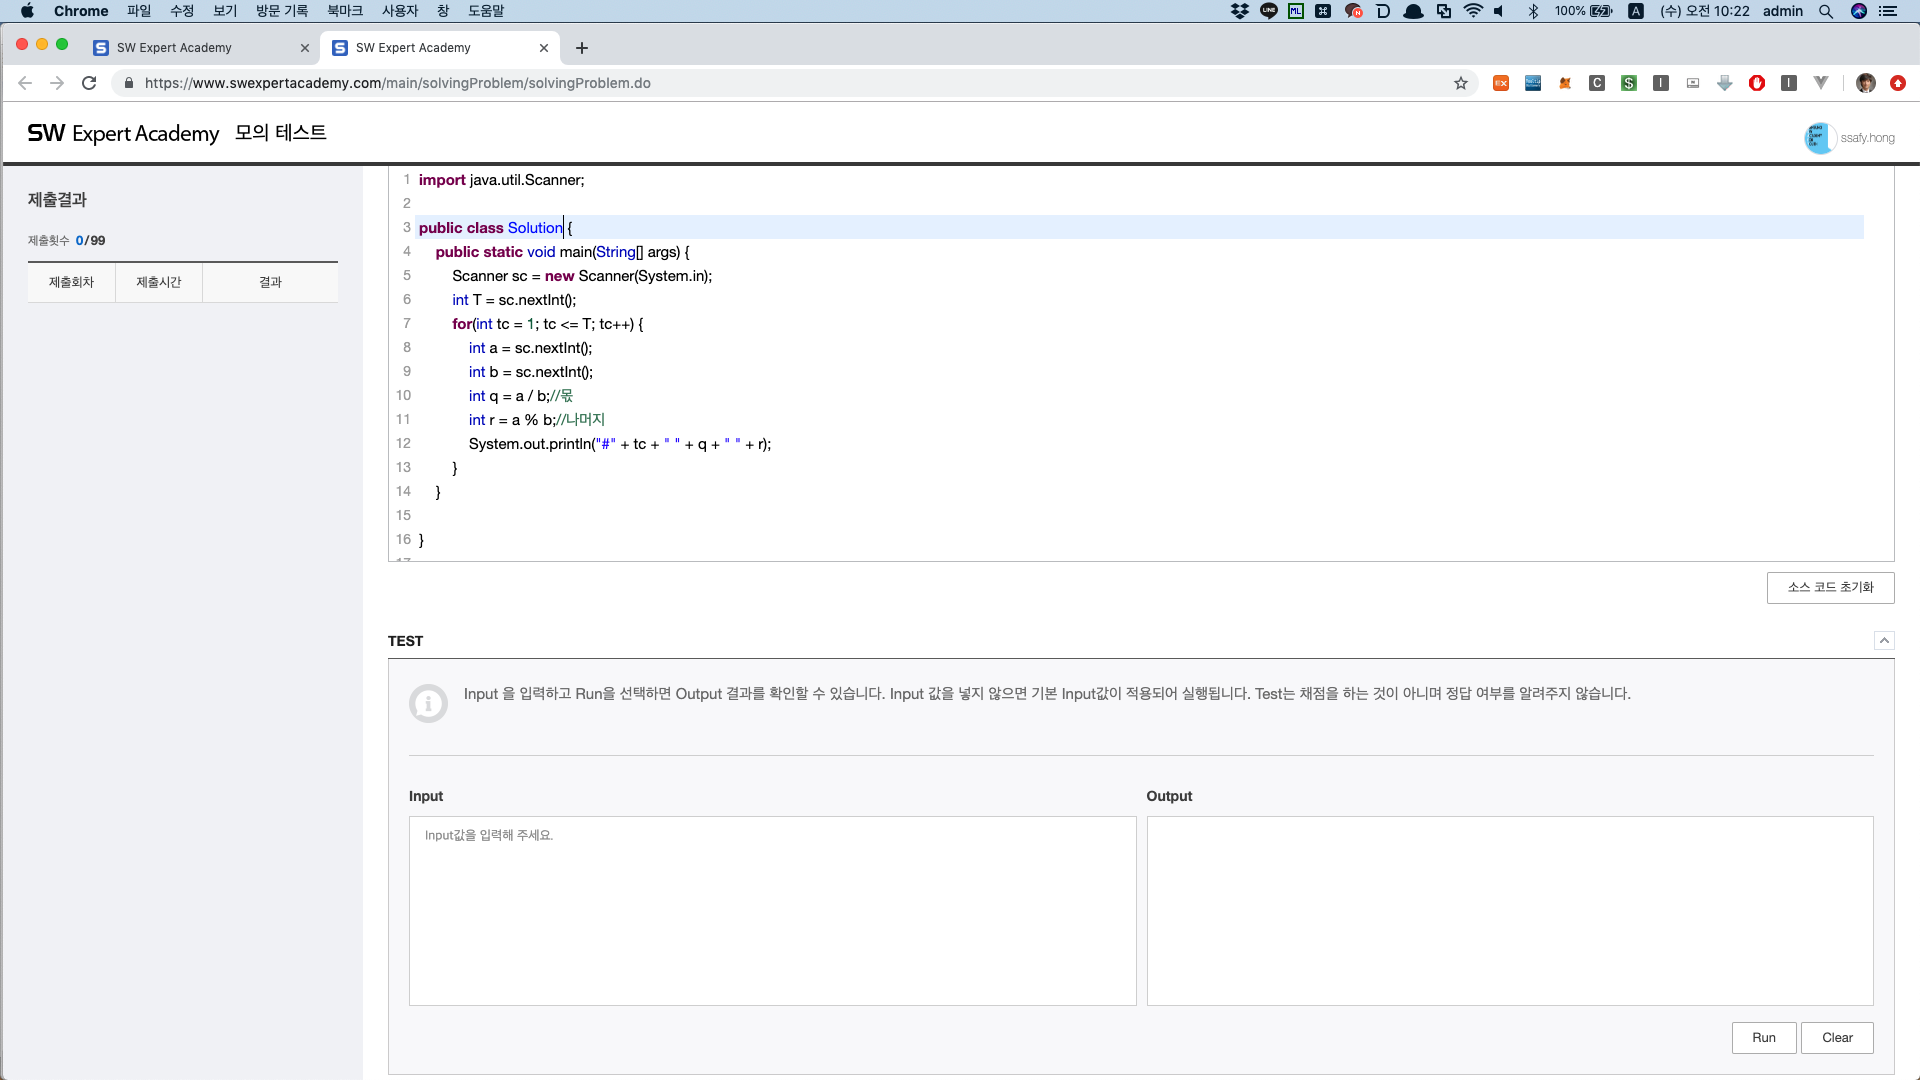 Chrome 파일 수정 보기 방문 기록 북마크 사용자 창 도움말 100% A (수) 오전 10:22 admin
SW Expert Academy SW Expert Academy
https://www.swexpertacademy.com/main/solvingProblem/solvingProblem.do
SW Expert Academy 모의 테스트
ssafy.hong
제출결과
제출횟수 0/99
제출회차 제출시간 결과
1 import java.util.Scanner;
2
3 public class Solution {
4 public static void main(String[] args) {
5 Scanner sc = new Scanner(System.in);
6 int T = sc.nextInt();
7 for(int tc = 1; tc <= T; tc++) {
8 int a = sc.nextInt();
9 int b = sc.nextInt();
10 int q = a / b;//몫
11 int r = a % b;//나머지
12 System.out.println("#" + tc + " " + q + " " + r);
13 }
14 }
15
16 }
소스 코드 초기화
TEST
Input 을 입력하고 Run을 선택하면 Output 결과를 확인할 수 있습니다. Input 값을 넣지 않으면 기본 Input값이 적용되어 실행됩니다. Test는 채점을 하는 것이 아니며 정답 여부를 알려주지 않습니다.
Input Output
Input값을 입력해 주세요.
Run Clear